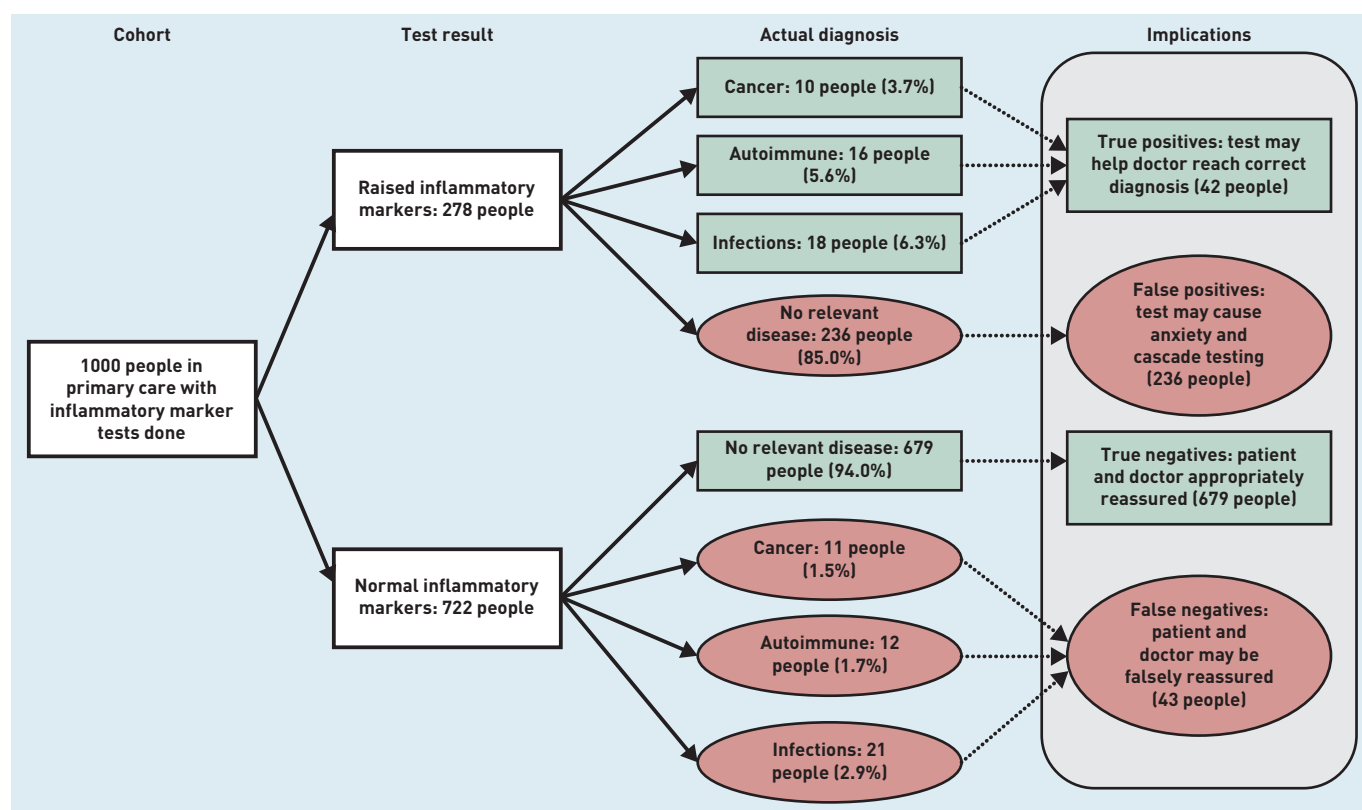 Cohort
Test result
Actual diagnosis
Implications
1000 people in
primary care with
inflammatory marker
tests done
Raised inflammatory
markers: 278 people
Normal inflammatory
markers: 722 people
Cancer: 10 people (3.7%)
Autoimmune: 16 people
(5.6%)
Infections: 18 people (6.3%)
No relevant
disease: 236 people
(85.0%)
No relevant disease: 679
people (94.0%)
Cancer: 11 people
(1.5%)
Autoimmune: 12
people (1.7%)
Infections: 21
people (2.9%)
True positives: test may
help doctor reach correct
diagnosis (42 people)
False positives:
test may cause
anxiety and
cascade testing
(236 people)
True negatives: patient
and doctor appropriately
reassured (679 people)
False negatives:
patient and
doctor may be
falsely reassured
(43 people)